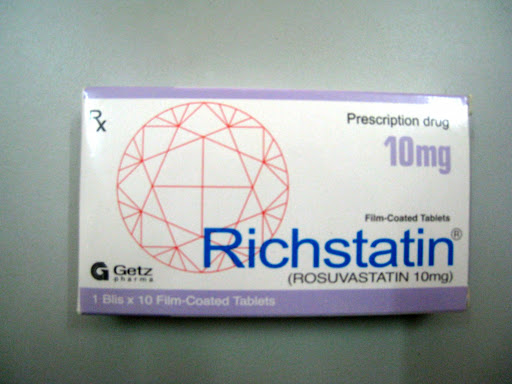 Rx
Prescription drug
10mg
Film-Coated Tablets
Richstatin®
(ROSUVASTATIN 10mg)
G Getz
pharma
1 Blis x 10 Film-Coated Tablets